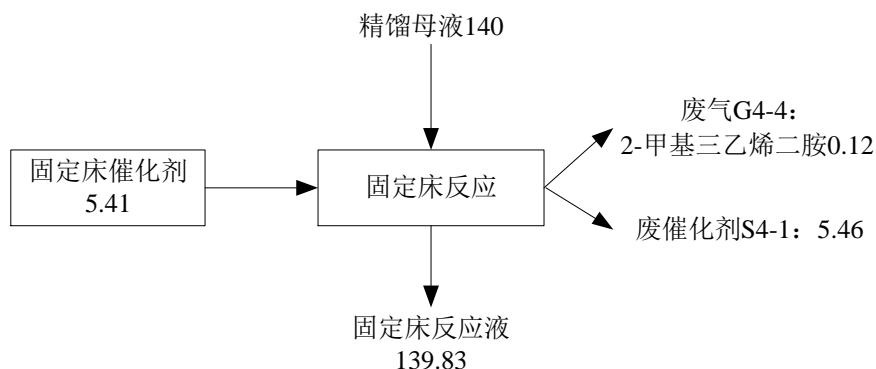 精馏母液140
废气G4-4：
2-甲基三乙烯二胺0.12
固定床催化剂
5.41
固定床反应
废催化剂S4-1：5.46
固定床反应液
139.83